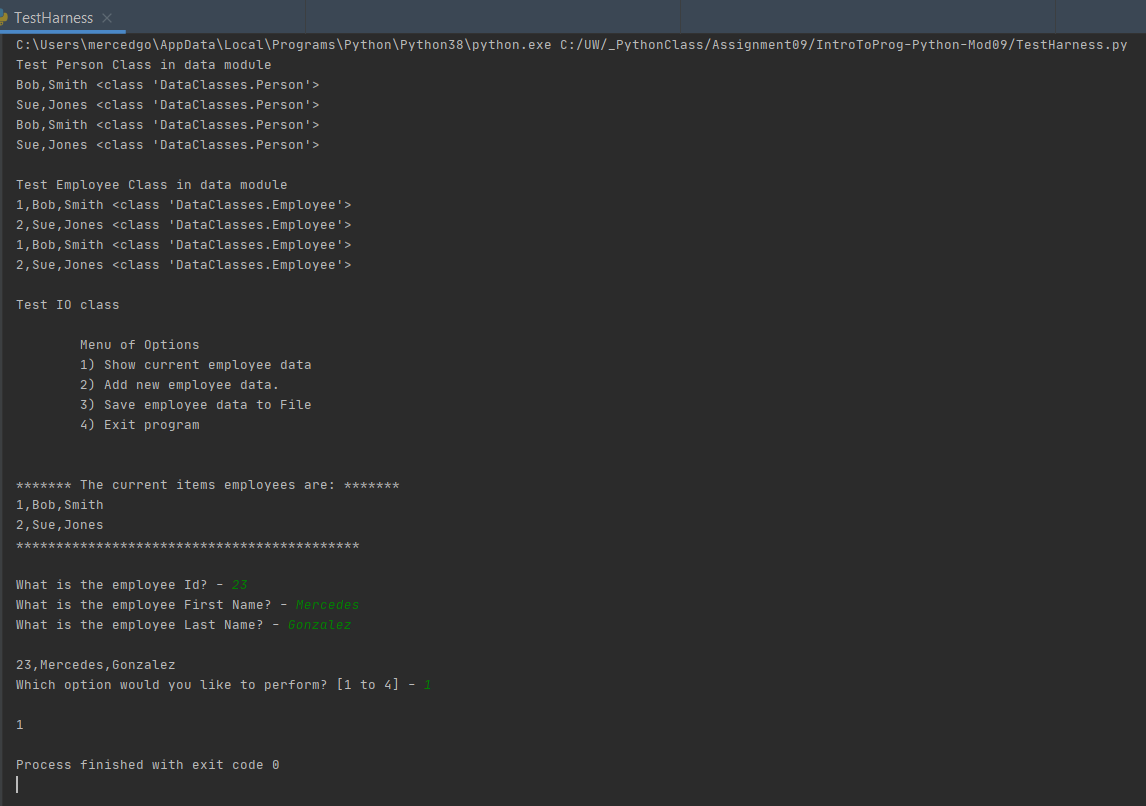 TestHarness
C:\Users\mercedgo\AppData\Local\Programs\Python\Python38\python.exe C:/UW/_PythonClass/Assignment09/IntroToProg-Python-Mod09/TestHarness.py
Test Person Class in data module
Bob,Smith <class 'DataClasses.Person'>
Sue,Jones <class 'DataClasses.Person'>
Bob,Smith <class 'DataClasses.Person'>
Sue,Jones <class 'DataClasses.Person'>
Test Employee Class in data module
1,Bob,Smith <class 'DataClasses.Employee'>
2,Sue,Jones <class 'DataClasses.Employee'>
1,Bob,Smith <class 'DataClasses.Employee'>
2,Sue,Jones <class 'DataClasses.Employee'>
Test IO class
Menu of Options
1) Show current employee data
2) Add new employee data.
3) Save employee data to File
4) Exit program
******* The current items employees are: *******
1,Bob,Smith
2,Sue,Jones
*******************************************
What is the employee Id? - 23
What is the employee First Name? - Mercedes
What is the employee Last Name? - Gonzalez
23,Mercedes,Gonzalez
Which option would you like to perform? [1 to 4] - 1
1
Process finished with exit code 0